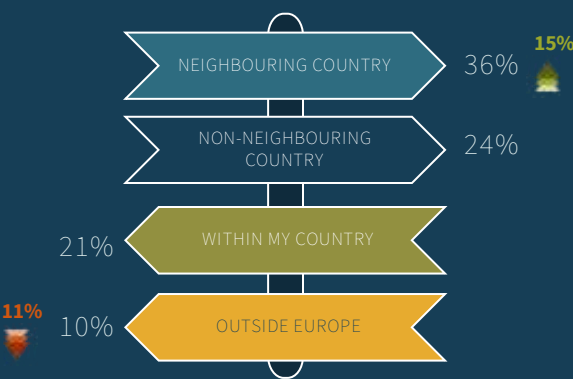 15%
NEIGHBOURING COUNTRY 36%
NON-NEIGHBOURING
COUNTRY
24%
WITHIN MY COUNTRY
21%
11%
10% OUTSIDE EUROPE